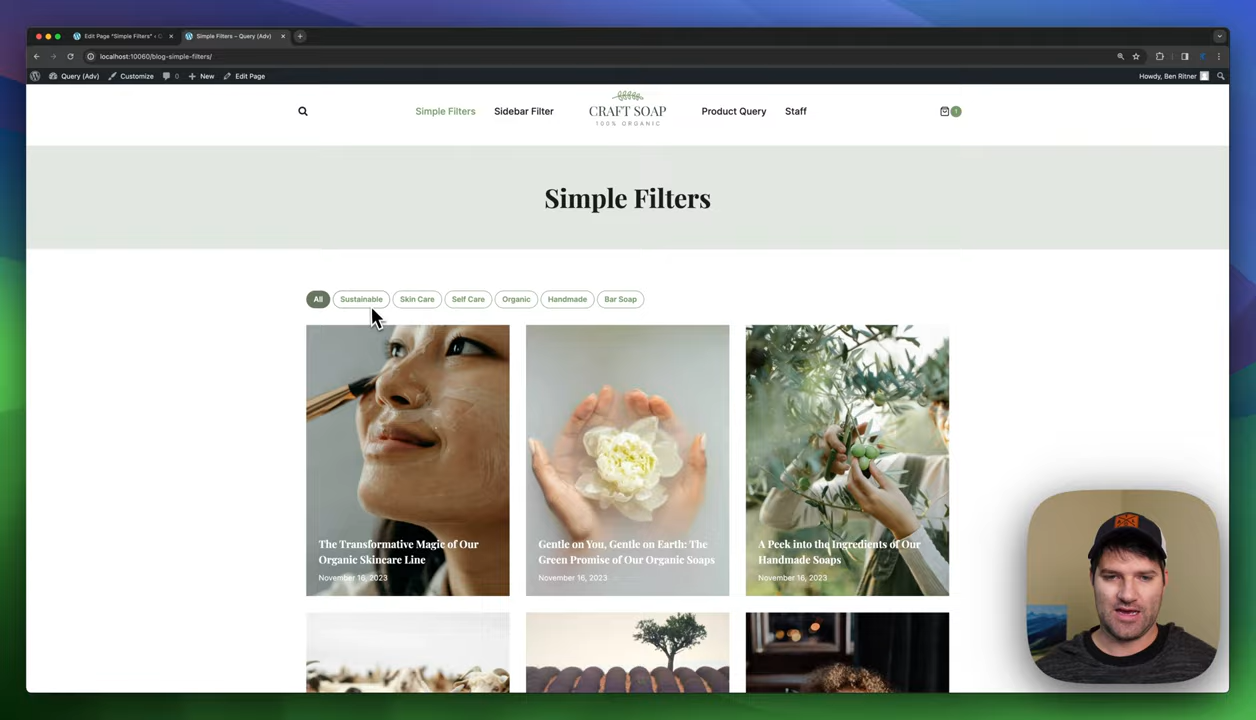 Edit Page "Simple Filters" ‹ Q
Simple Filters – Query (Adv)
localhost:10060/blog-simple-filters/
Query (Adv)
Customize
0
New
Edit Page
Howdy, Ben Ritner
Simple Filters
Sidebar Filter
CRAFT SOAP
100% ORGANIC
Product Query
Staff
1
Simple Filters
All
Sustainable
Skin Care
Self Care
Organic
Handmade
Bar Soap
The Transformative Magic of Our
Organic Skincare Line
November 16, 2023
Gentle on You, Gentle on Earth: The
Green Promise of Our Organic Soaps
November 16, 2023
A Peek into the Ingredients of Our
Handmade Soaps
November 16, 2023